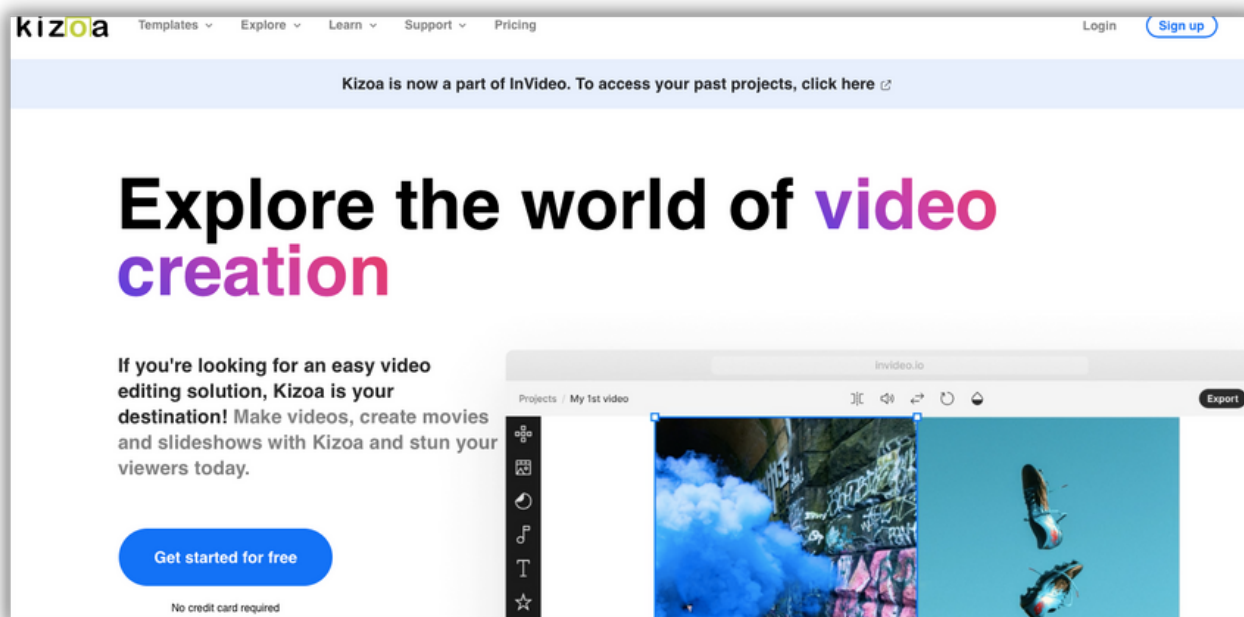 kizoa Templates Explore Learn Support Pricing Login Sign up
Kizoa is now a part of InVideo. To access your past projects, click here
Explore the world of video
creation
If you're looking for an easy video
editing solution, Kizoa is your
destination! Make videos, create movies
and slideshows with Kizoa and stun your
viewers today.
Get started for free
No credit card required
invideo.io
Projects / My 1st video Export
T